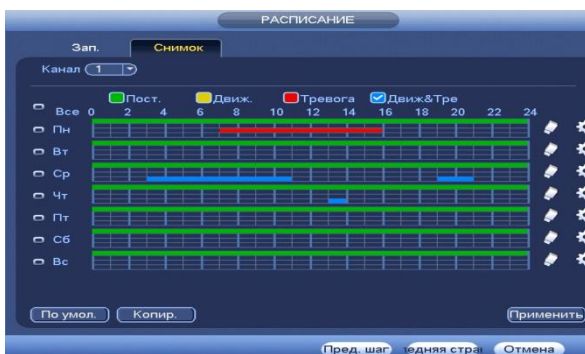 РАСПИСАНИЕ
Зап. Снимок
Канал 1
Пост. Движ. Тревога Движ&Тре
Все 0 2 4 6 8 10 12 14 16 18 20 22 24
Пн
Вт
Ср
Чт
Пт
Сб
Вс
По умол. Копир. Применить
Пред. шаг едняя стра Отмена